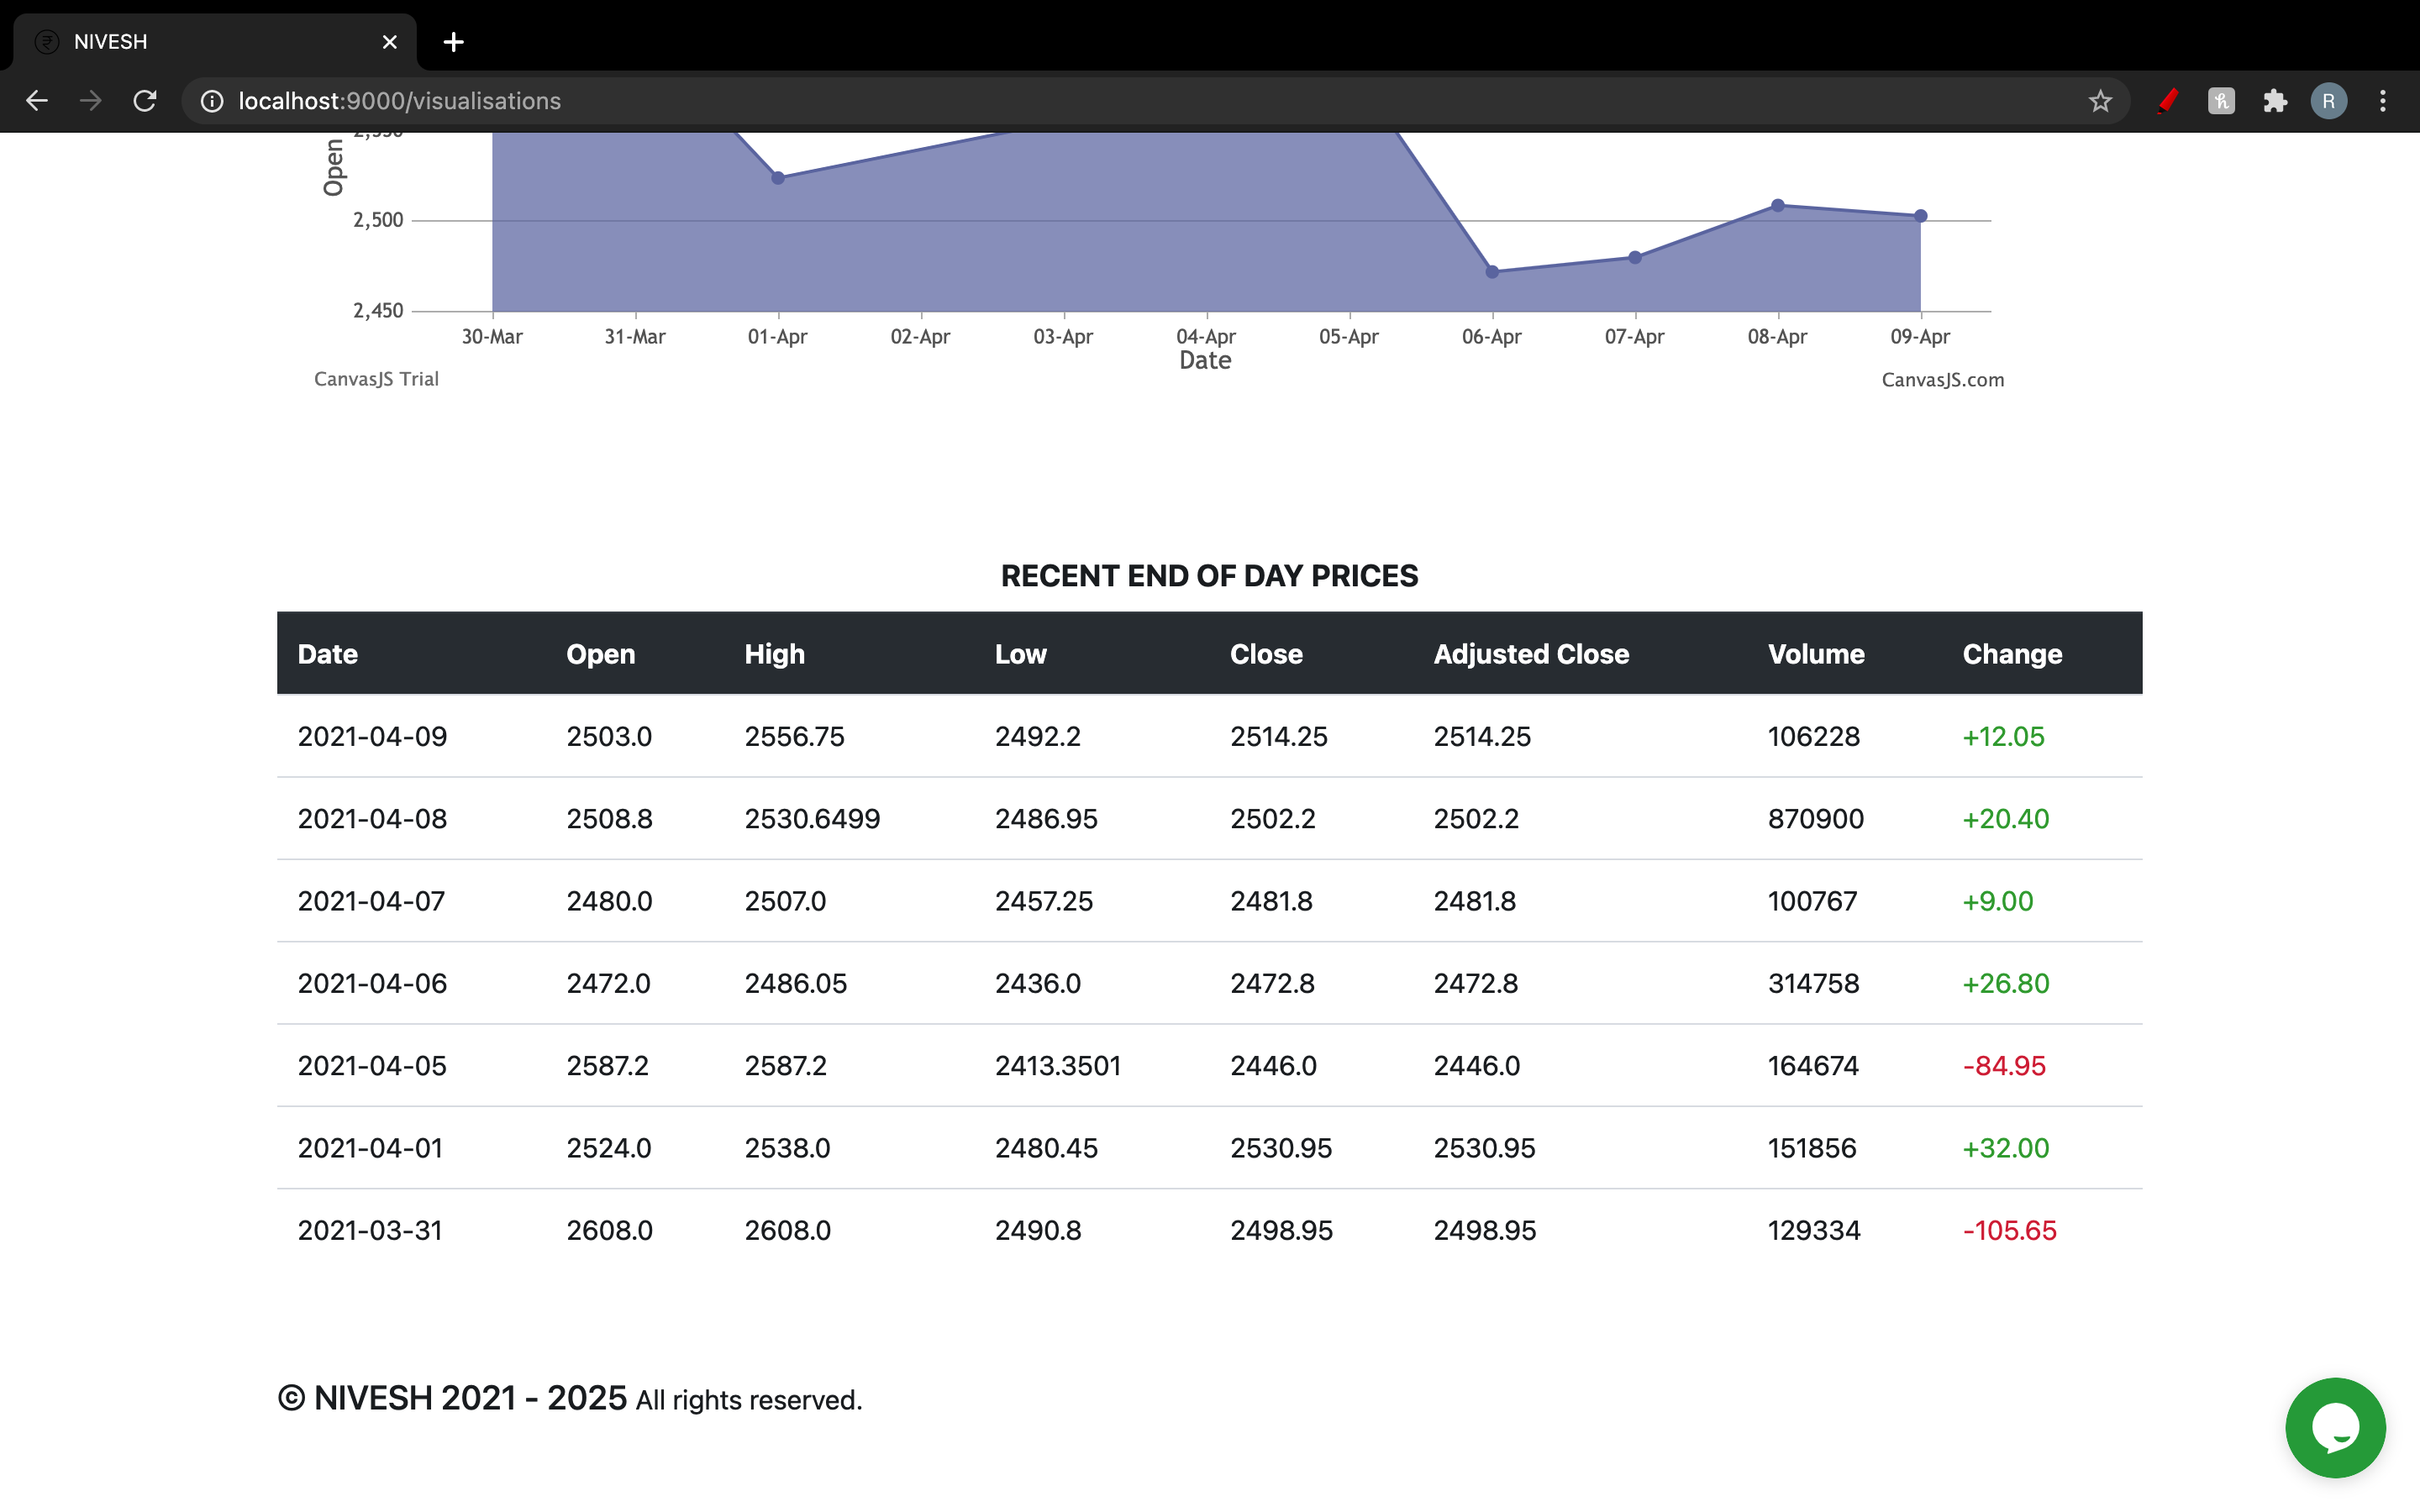 NIVESH
localhost:9000/visualisations
R
Open
2,500
2,450
30-Mar 31-Mar 01-Apr 02-Apr 03-Apr 04-Apr 05-Apr 06-Apr 07-Apr 08-Apr 09-Apr
Date
CanvasJS Trial CanvasJS.com
RECENT END OF DAY PRICES
Date Open High Low Close Adjusted Close Volume Change
2021-04-09 2503.0 2556.75 2492.2 2514.25 2514.25 106228 +12.05
2021-04-08 2508.8 2530.6499 2486.95 2502.2 2502.2 870900 +20.40
2021-04-07 2480.0 2507.0 2457.25 2481.8 2481.8 100767 +9.00
2021-04-06 2472.0 2486.05 2436.0 2472.8 2472.8 314758 +26.80
2021-04-05 2587.2 2587.2 2413.3501 2446.0 2446.0 164674 -84.95
2021-04-01 2524.0 2538.0 2480.45 2530.95 2530.95 151856 +32.00
2021-03-31 2608.0 2608.0 2490.8 2498.95 2498.95 129334 -105.65
© NIVESH 2021 - 2025 All rights reserved.